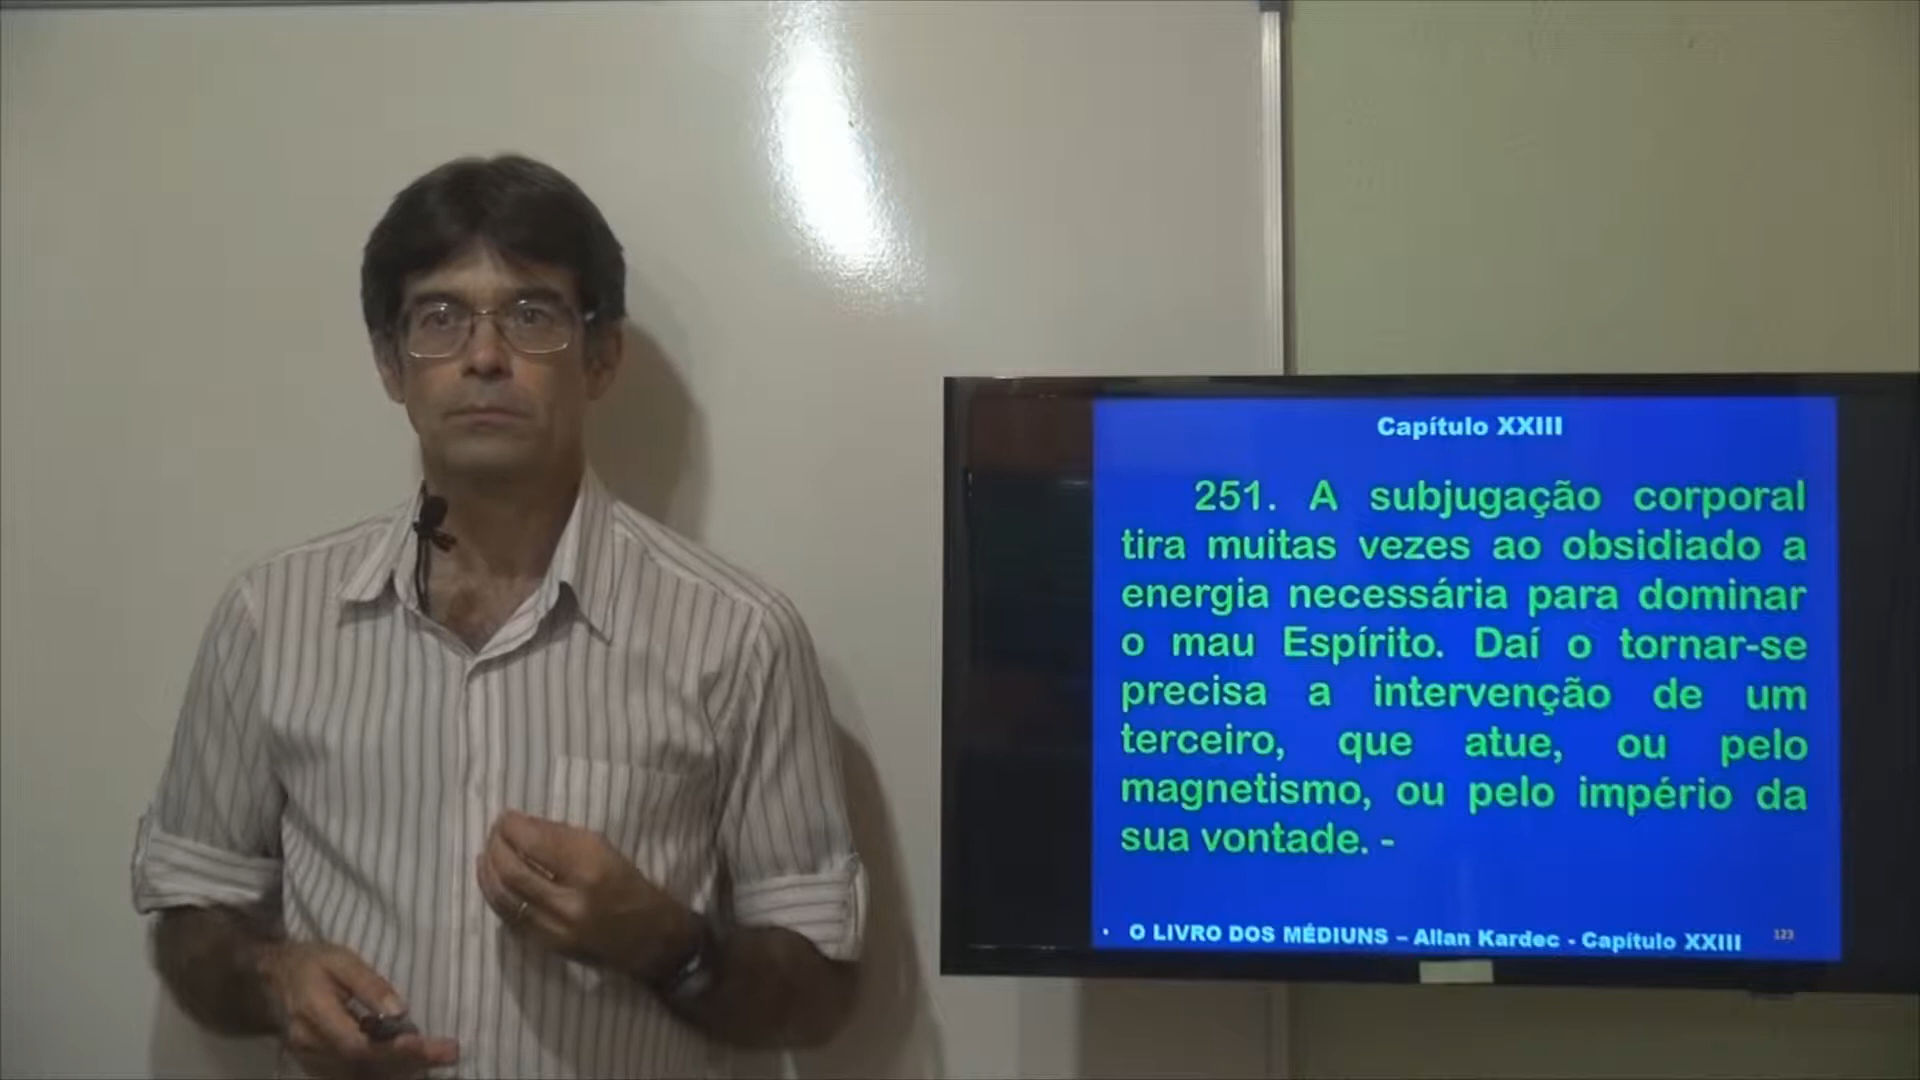 Capítulo XXIII
251. A subjugação corporal
tira muitas vezes ao obsidiado a
energia necessária para dominar
o mau Espírito. Daí o tornar-se
precisa a intervenção de um
terceiro, que atue, ou pelo
magnetismo, ou pelo império da
sua vontade. -
• O LIVRO DOS MÉDIUNS – Allan Kardec - Capítulo XXIII
123